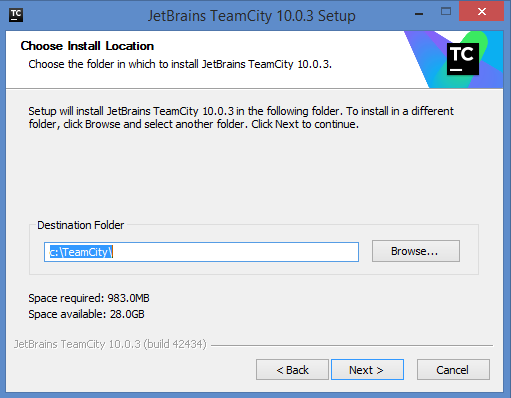 TC
JetBrains TeamCity 10.0.3 Setup
Choose Install Location
Choose the folder in which to install JetBrains TeamCity 10.0.3.
TC
Setup will install JetBrains TeamCity 10.0.3 in the following folder. To install in a different
folder, click Browse and select another folder. Click Next to continue.
Destination Folder
c:\TeamCity\
Browse...
Space required: 983.0MB
Space available: 28.0GB
JetBrains TeamCity 10.0.3 (build 42434)
< Back
Next >
Cancel